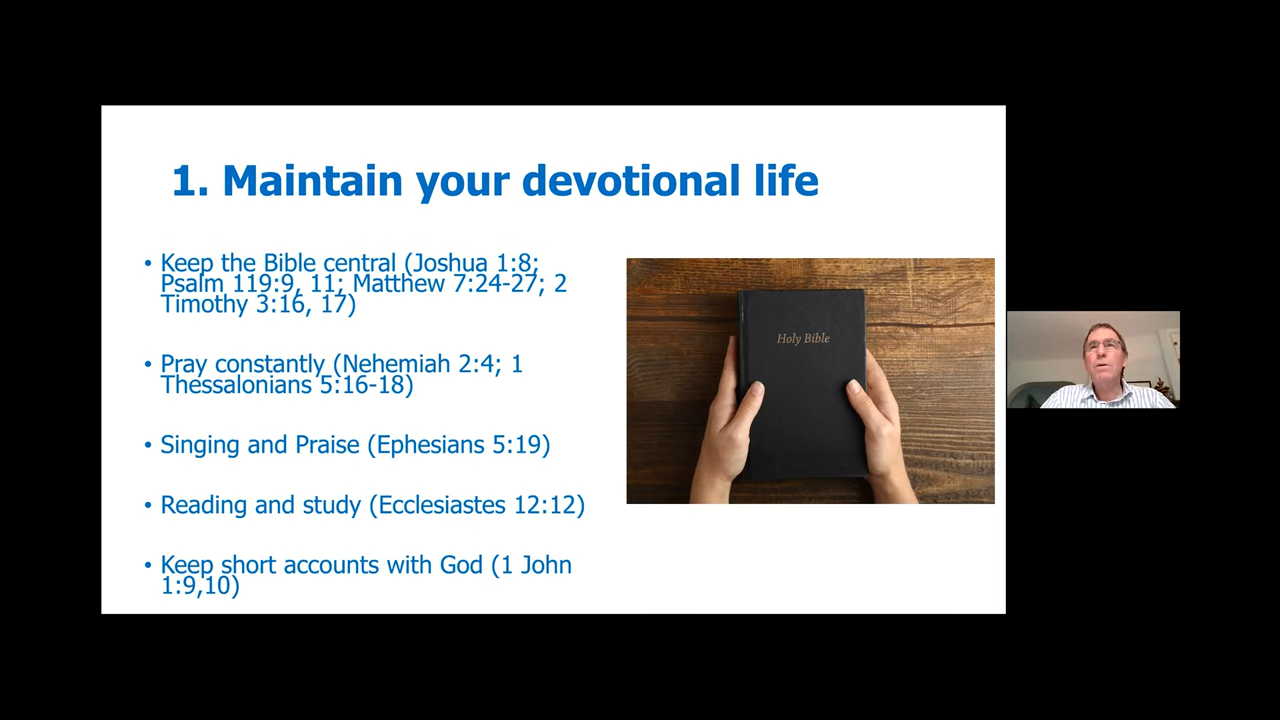 1. Maintain your devotional life
• Keep the Bible central (Joshua 1:8;
Psalm 119:9, 11; Matthew 7:24-27; 2
Timothy 3:16, 17)
• Pray constantly (Nehemiah 2:4; 1
Thessalonians 5:16-18)
• Singing and Praise (Ephesians 5:19)
• Reading and study (Ecclesiastes 12:12)
• Keep short accounts with God (1 John
1:9,10)
Holy Bible